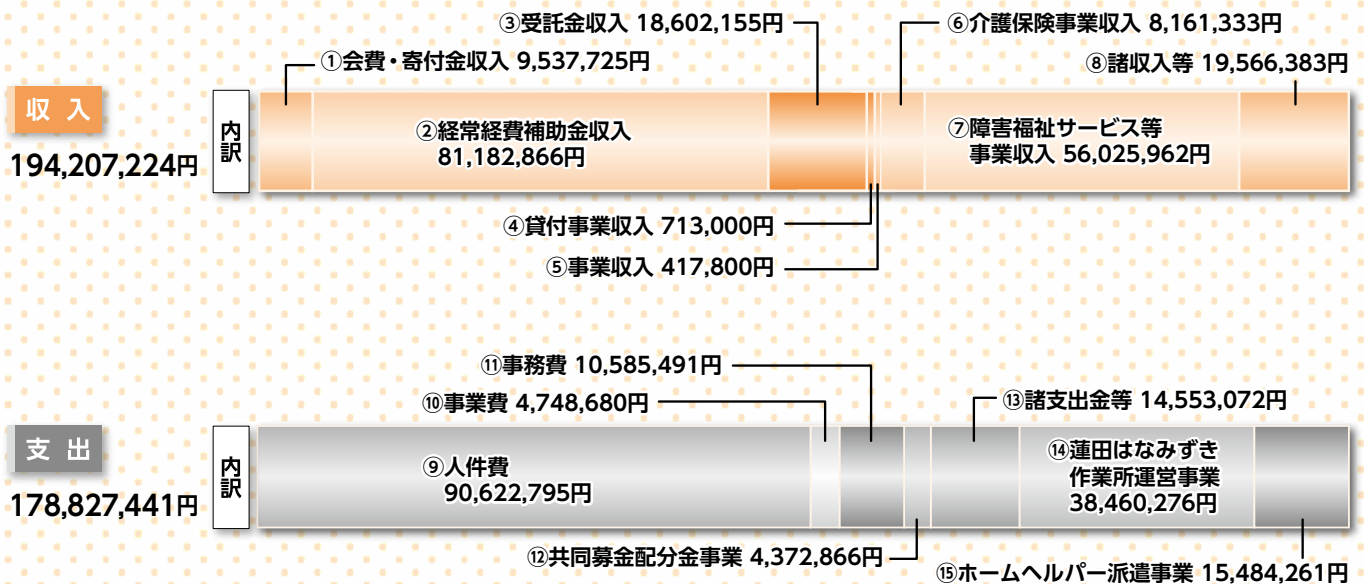 ③受託金収入 18,602,155円
⑥介護保険事業収入 8,161,333円
①会費・寄付金収入 9,537,725円
⑧諸収入等 19,566,383円
収 入
194,207,224円
内訳
②経常経費補助金収入
81,182,866円
⑦障害福祉サービス等
事業収入 56,025,962円
④貸付事業収入 713,000円
⑤事業収入 417,800円
⑪事務費 10,585,491円
⑩事業費 4,748,680円
⑬諸支出金等 14,553,072円
支 出
178,827,441円
内訳
⑨人件費
90,622,795円
⑭蓮田はなみずき
作業所運営事業
38,460,276円
⑫共同募金配分金事業 4,372,866円
⑮ホームヘルパー派遣事業 15,484,261円